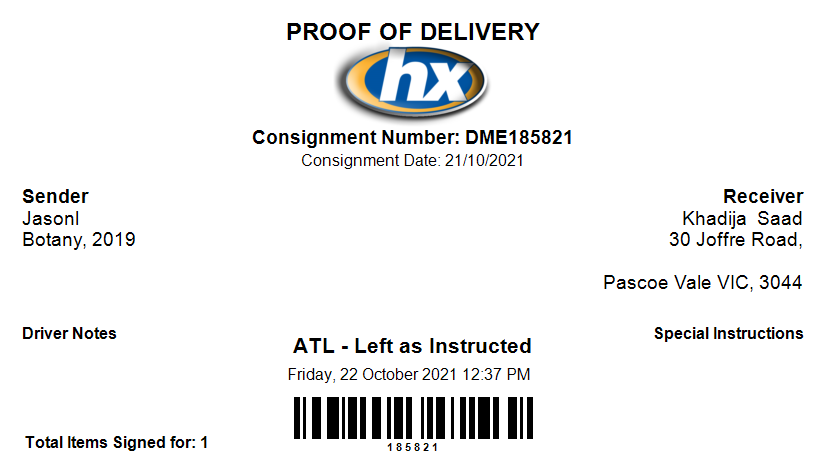 PROOF OF DELIVERY
hx
Consignment Number: DME185821
Consignment Date: 21/10/2021
Sender
Receiver
Jasonl
Khadija  Saad
Botany, 2019
30 Joffre Road,
Pascoe Vale VIC, 3044
Driver Notes
Special Instructions
ATL - Left as Instructed
Friday, 22 October 2021 12:37 PM
185821
Total Items Signed for: 1